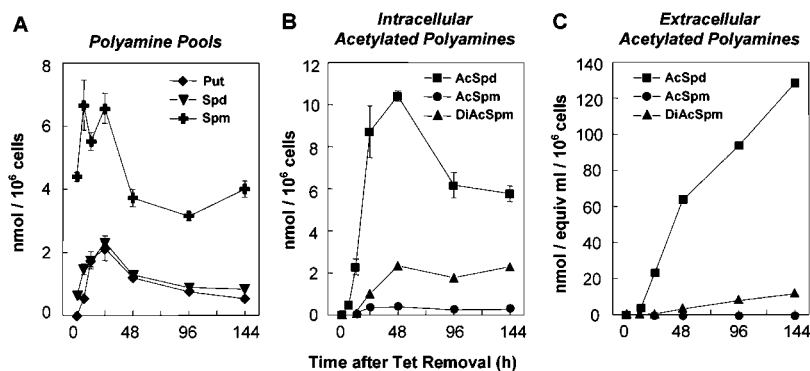 A
Polyamine Pools
nmol / 10⁶ cells
8
6
4
2
0
Put
Spd
Spm
0
48
96
144
B
Intracellular
Acetylated Polyamines
nmol / 10⁶ cells
12
10
8
6
4
2
0
AcSpd
AcSpm
DiAcSpm
0
48
96
144
Time after Tet Removal (h)
C
Extracellular
Acetylated Polyamines
nmol / equiv ml / 10⁶ cells
140
120
100
80
60
40
20
0
AcSpd
AcSpm
DiAcSpm
0
48
96
144